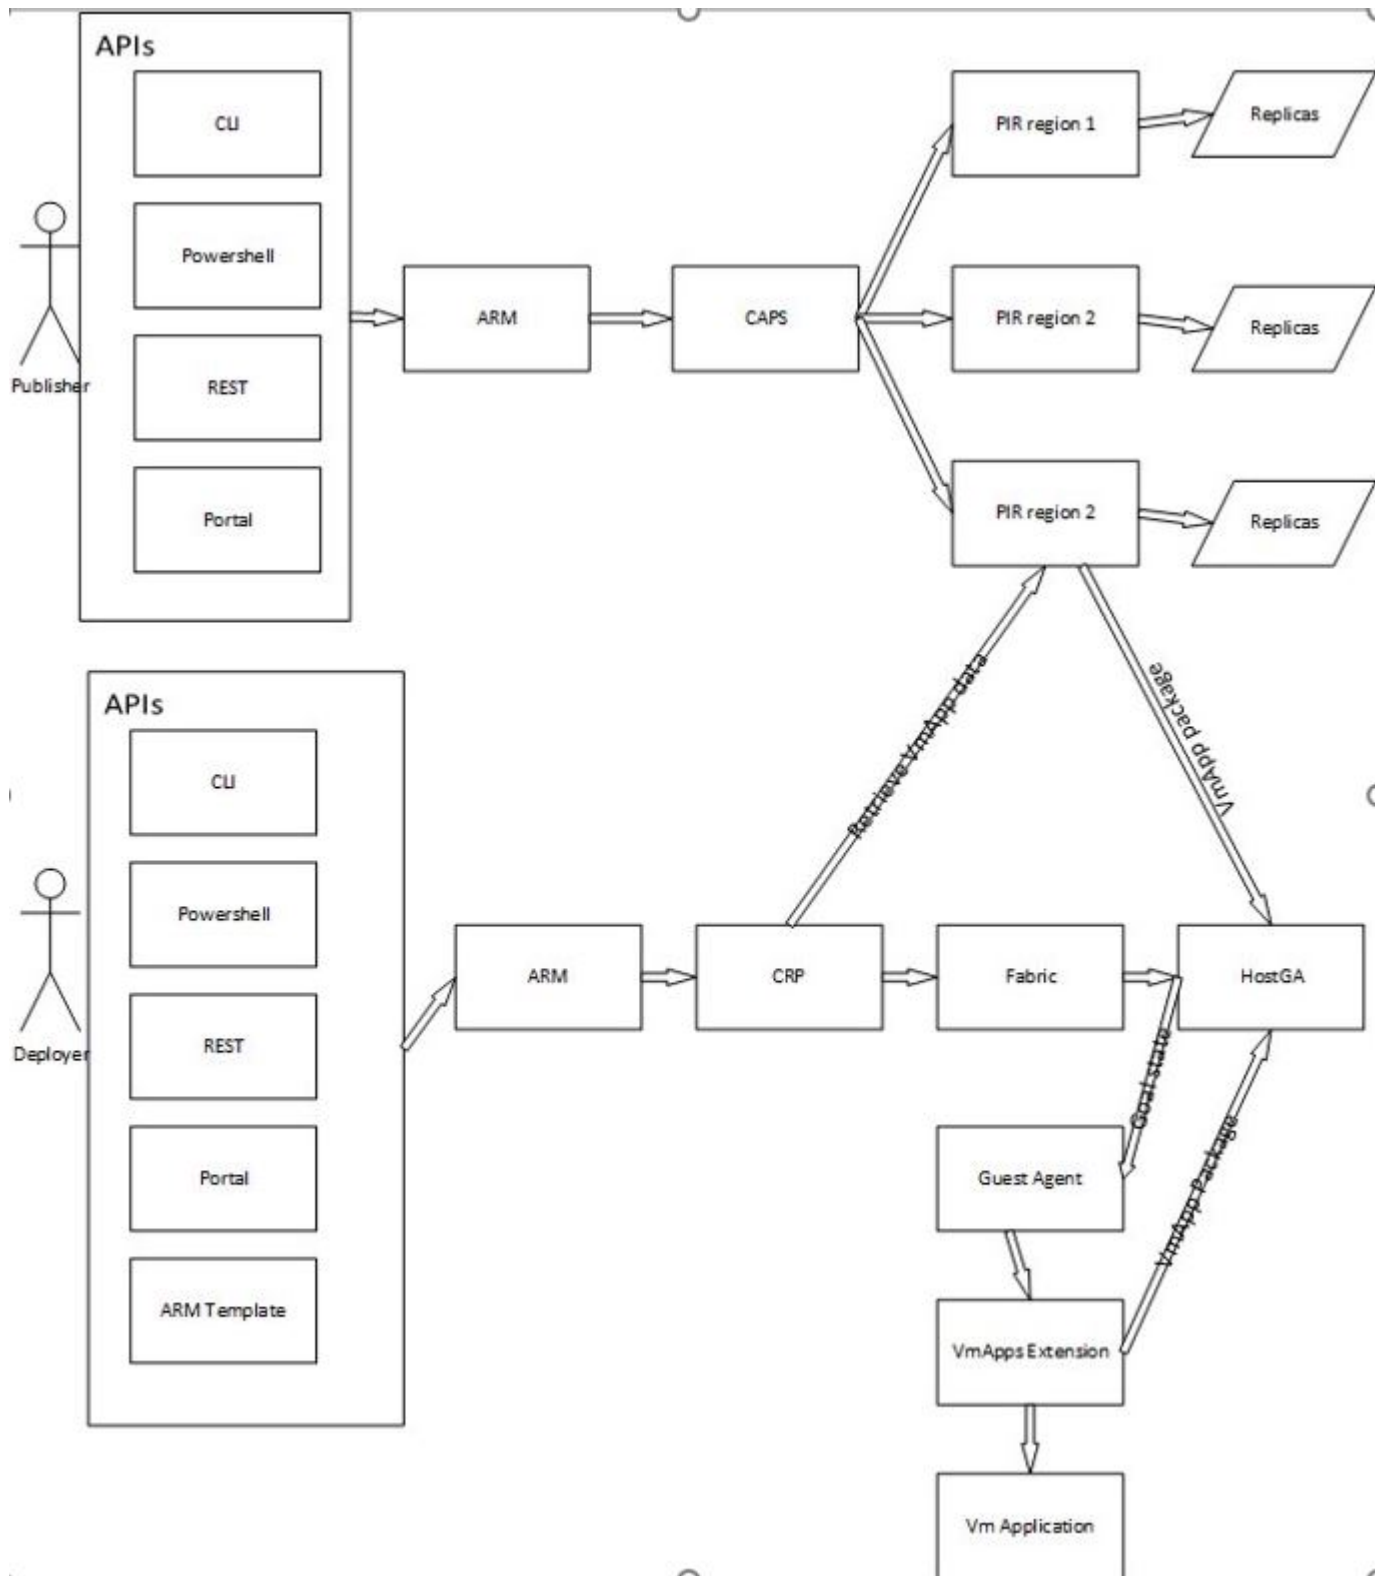 APIs
CLI
Powershell
REST
Portal
Publisher
ARM
CAPS
PIR region 1
Replicas
PIR region 2
Replicas
PIR region 2
Replicas
Retrieve VmApp data
VmApp package
APIs
CLI
Powershell
REST
Portal
ARM Template
Deployer
ARM
CRP
Fabric
HostGA
Goal state
VmApp Package
Guest Agent
VmApps Extension
Vm Application